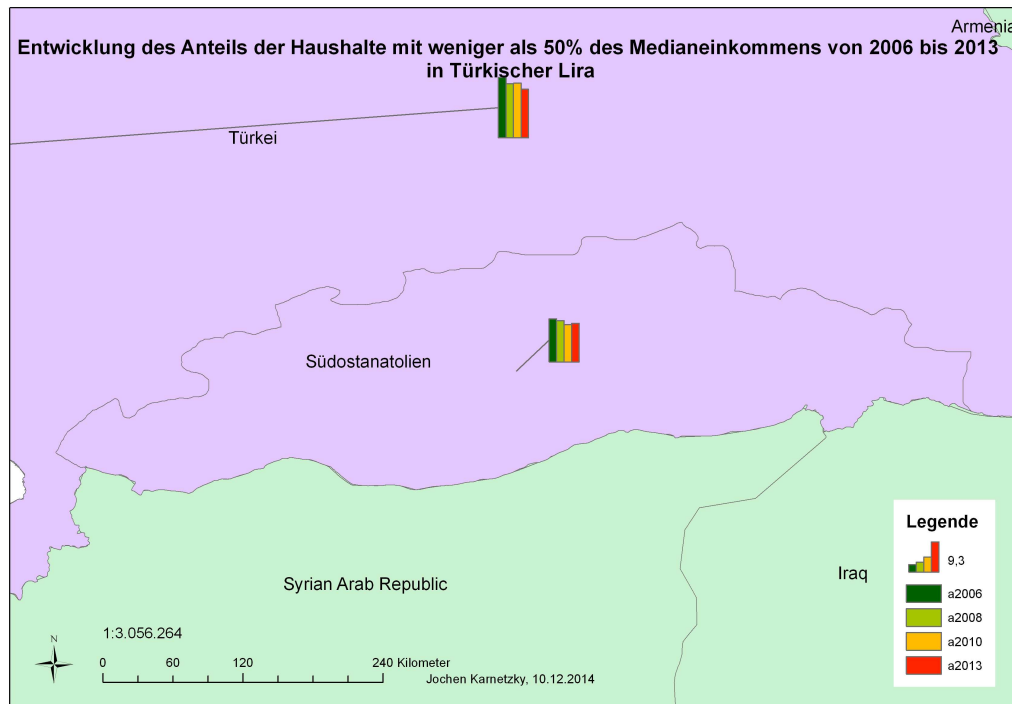 Armenia
Entwicklung des Anteils der Haushalte mit weniger als 50% des Medianeinkommens von 2006 bis 2013
in Türkischer Lira
Türkei
Südostanatolien
Legende
9,3
a2006
a2008
a2010
a2013
Syrian Arab Republic
Iraq
N
1:3.056.264
0 60 120 240 Kilometer
Jochen Karnetzky, 10.12.2014